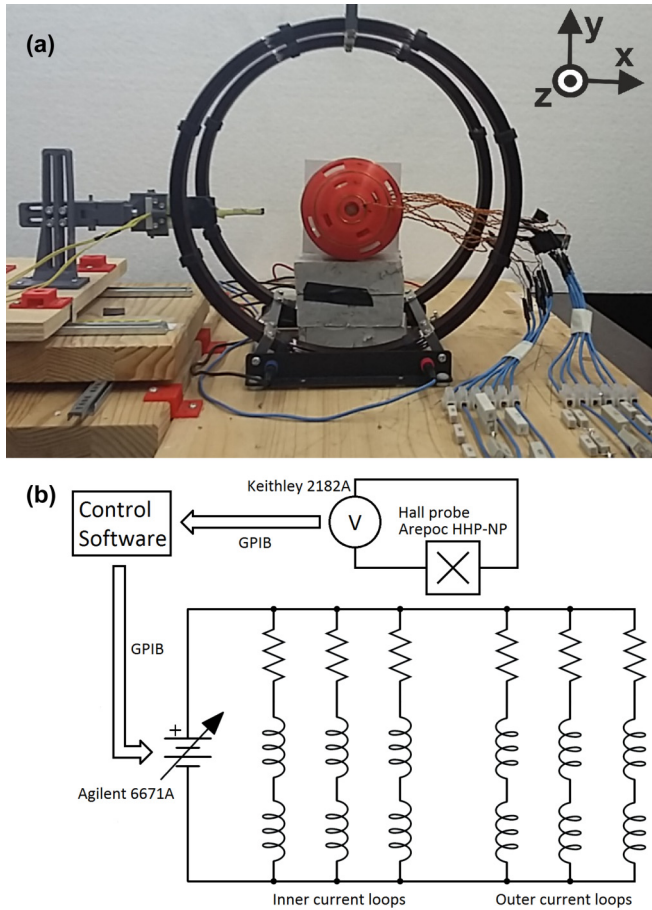 (a)
y
x
z
(b)
Keithley 2182A
Control
Software
GPIB
V
Hall probe
Arepoc HHP-NP
GPIB
+
Agilent 6671A
Inner current loops
Outer current loops